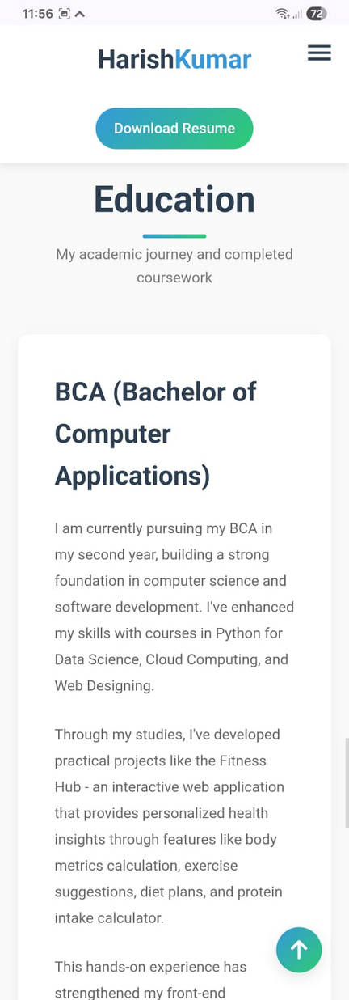 11:56
72
HarishKumar
Download Resume
Education
My academic journey and completed
coursework
BCA (Bachelor of
Computer
Applications)
I am currently pursuing my BCA in
my second year, building a strong
foundation in computer science and
software development. I've enhanced
my skills with courses in Python for
Data Science, Cloud Computing, and
Web Designing.
Through my studies, I've developed
practical projects like the Fitness
Hub - an interactive web application
that provides personalized health
insights through features like body
metrics calculation, exercise
suggestions, diet plans, and protein
intake calculator.
This hands-on experience has
strengthened my front-end